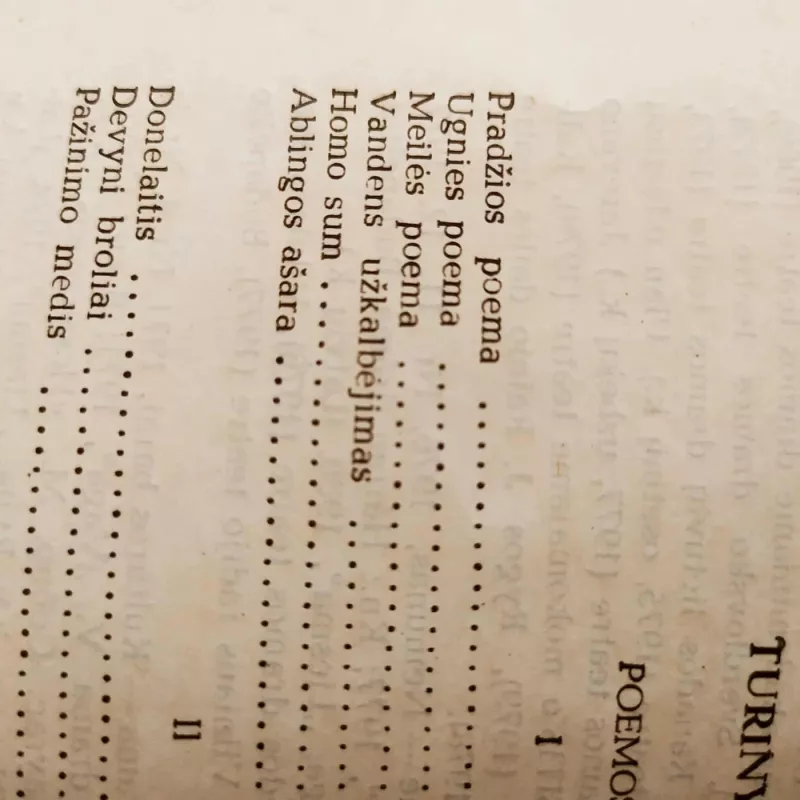 TURINY
POEMOS
I
Pradžios poema
Ugnies poema
Meilės poema
Vandens užkalbėjimas
Homo sum
Ablingos ašara
II
Donelaitis
Devyni broliai
Pažinimo medis